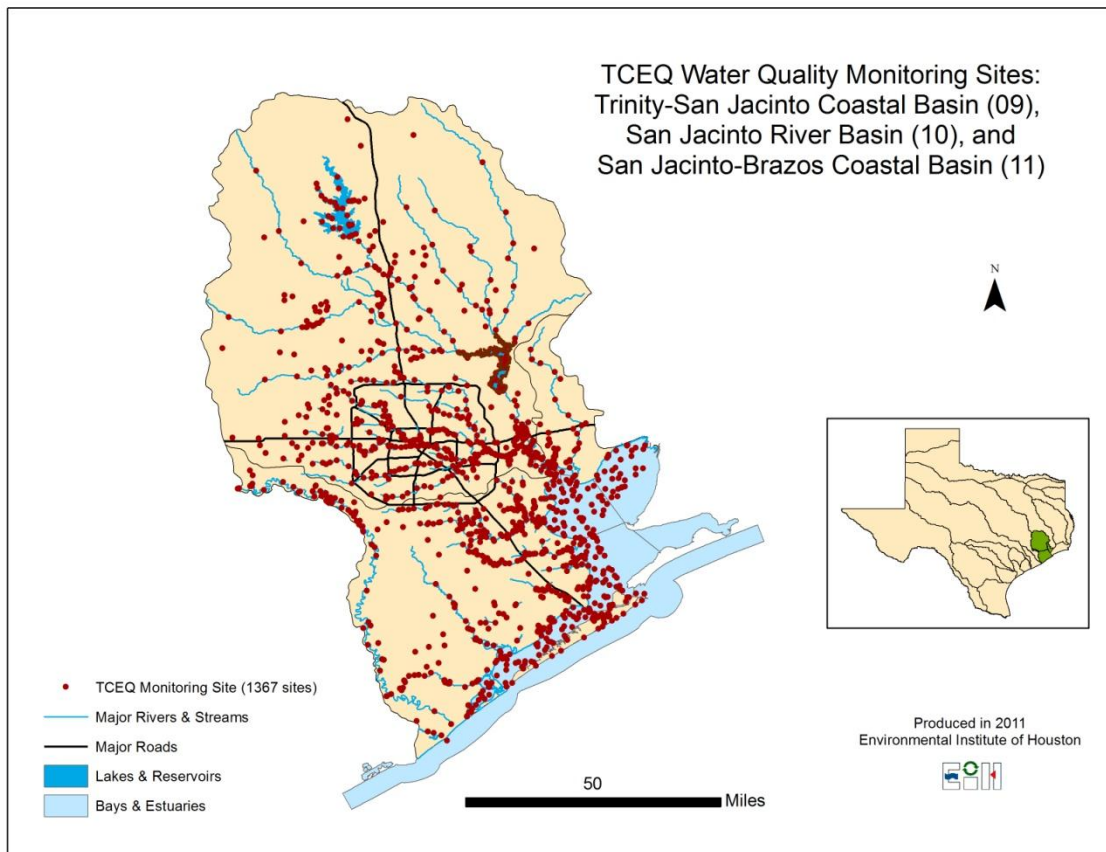 TCEQ Water Quality Monitoring Sites:
Trinity-San Jacinto Coastal Basin (09),
San Jacinto River Basin (10), and
San Jacinto-Brazos Coastal Basin (11)
N
TCEQ Monitoring Site (1367 sites)
Major Rivers & Streams
Major Roads
Lakes & Reservoirs
Bays & Estuaries
50
Miles
Produced in 2011
Environmental Institute of Houston